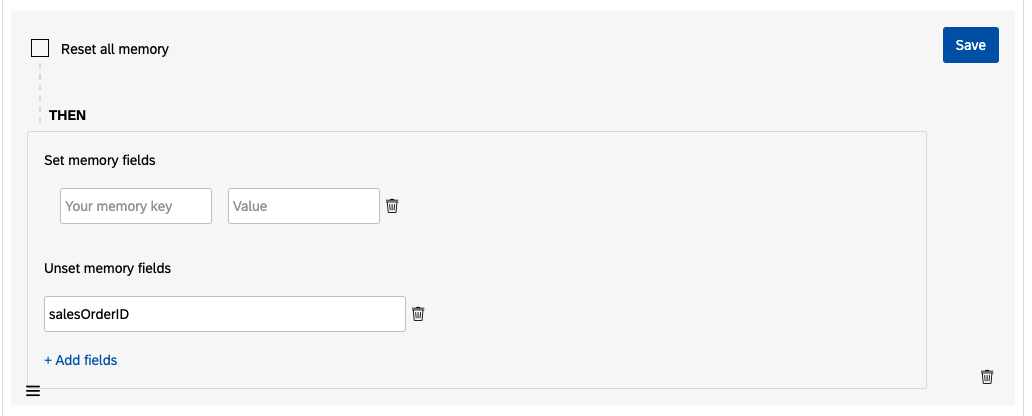 Reset all memory
Save
THEN
Set memory fields
Your memory key
Value
Unset memory fields
salesOrderID
+ Add fields